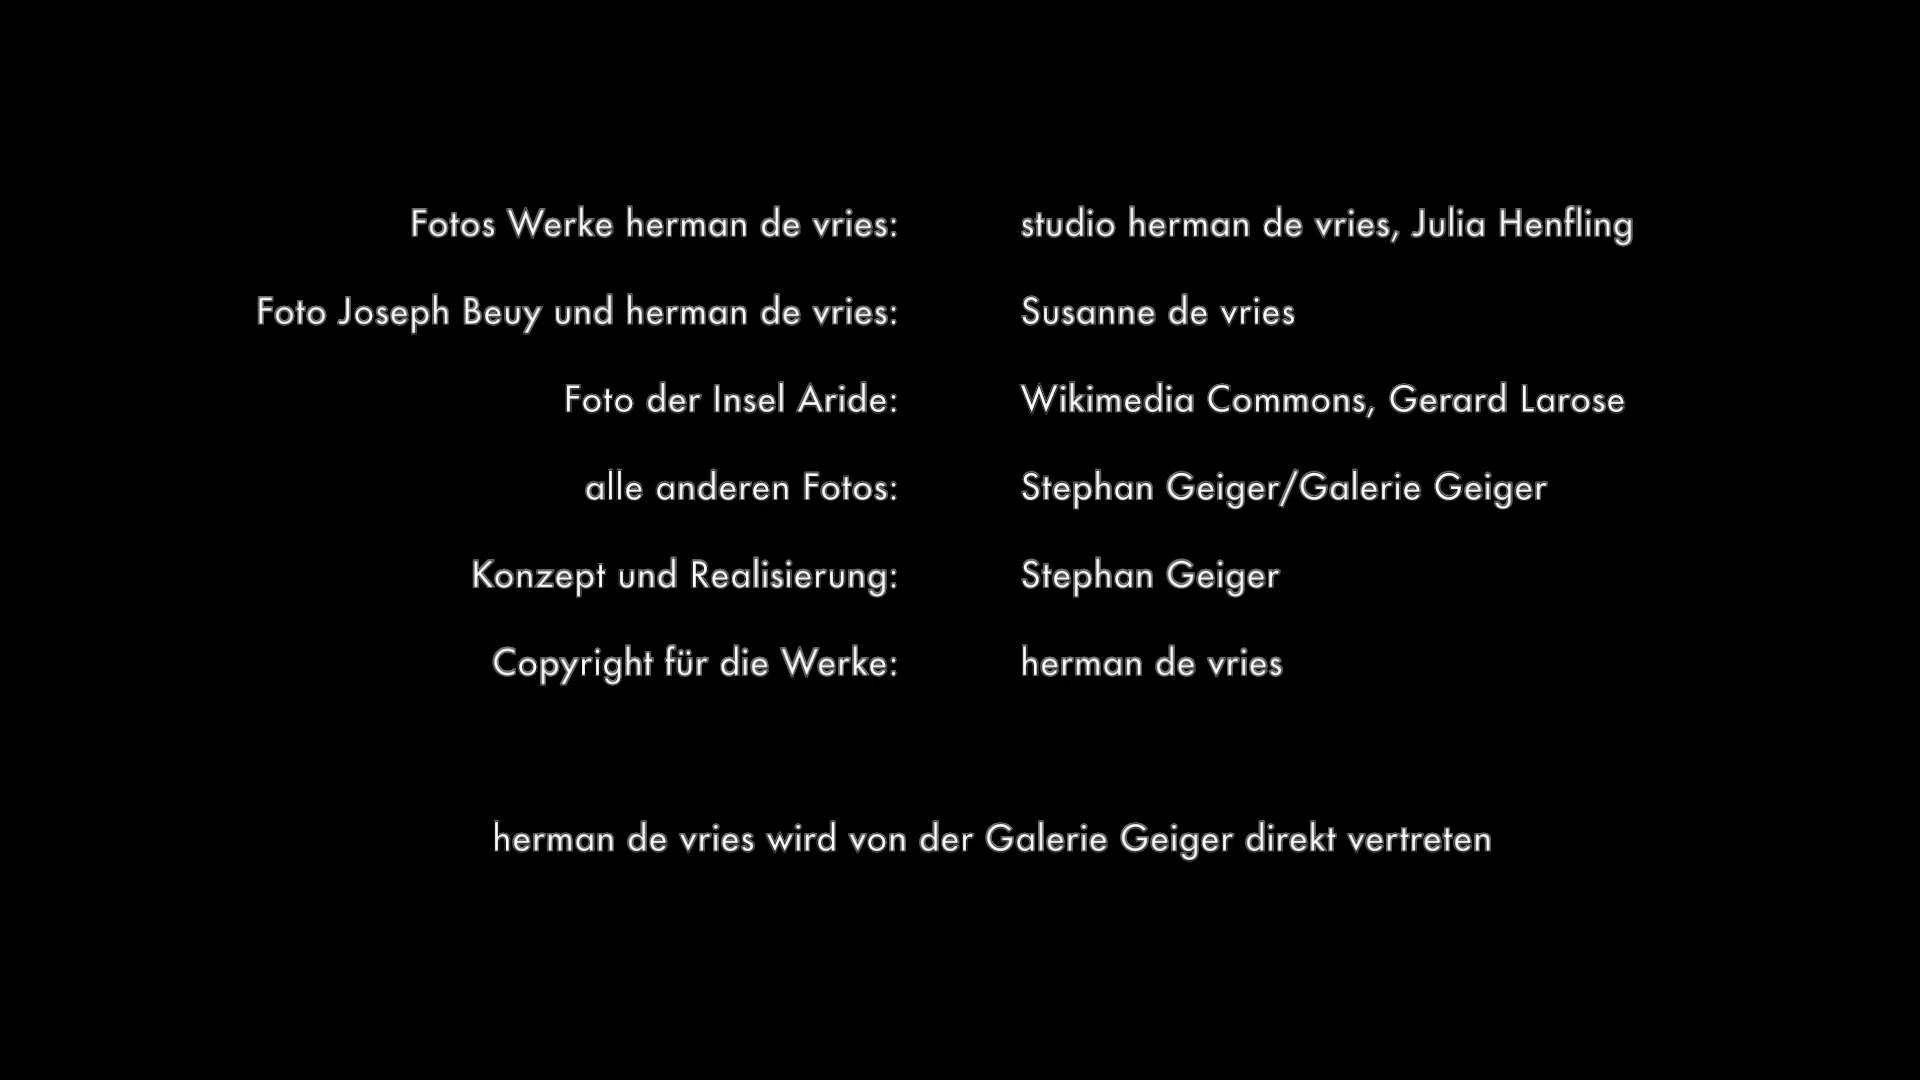 Fotos Werke herman de vries: studio herman de vries, Julia Henfling
Foto Joseph Beuy und herman de vries: Susanne de vries
Foto der Insel Aride: Wikimedia Commons, Gerard Larose
alle anderen Fotos: Stephan Geiger/Galerie Geiger
Konzept und Realisierung: Stephan Geiger
Copyright für die Werke: herman de vries
herman de vries wird von der Galerie Geiger direkt vertreten